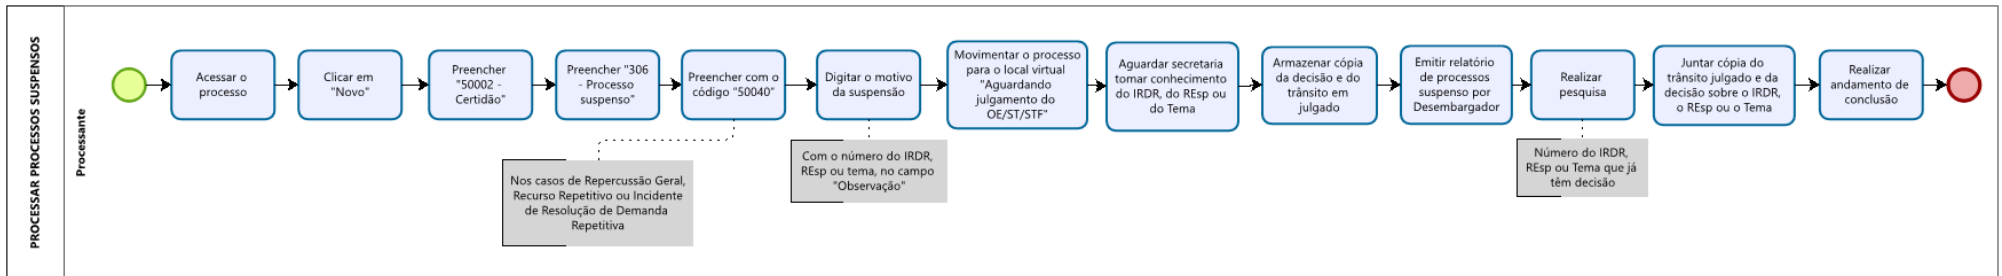 PROCESSAR PROCESSOS SUSPENSOS
Processante
Acessar o
processo
Clicar em
"Novo"
Preencher
"50002 -
Certidão"
Preencher "306
- Processo
suspenso"
Preencher com o
código "50040"
Digitar o motivo
da suspensão
Movimentar o processo
para o local virtual
"Aguardando
julgamento do
OE/ST/STF"
Aguardar secretaria
tomar conhecimento
do IRDR, do REsp ou
do Tema
Armazenar cópia
da decisão e do
trânsito em
julgado
Emitir relatório
de processos
suspenso por
Desembargador
Realizar
pesquisa
Juntar cópia do
trânsito julgado e da
decisão sobre o IRDR,
o REsp ou o Tema
Realizar
andamento de
conclusão
Nos casos de Repercussão Geral,
Recurso Repetitivo ou Incidente
de Resolução de Demanda
Repetitiva
Com o número do IRDR,
REsp ou tema, no campo
"Observação"
Número do IRDR,
REsp ou Tema que já
têm decisão